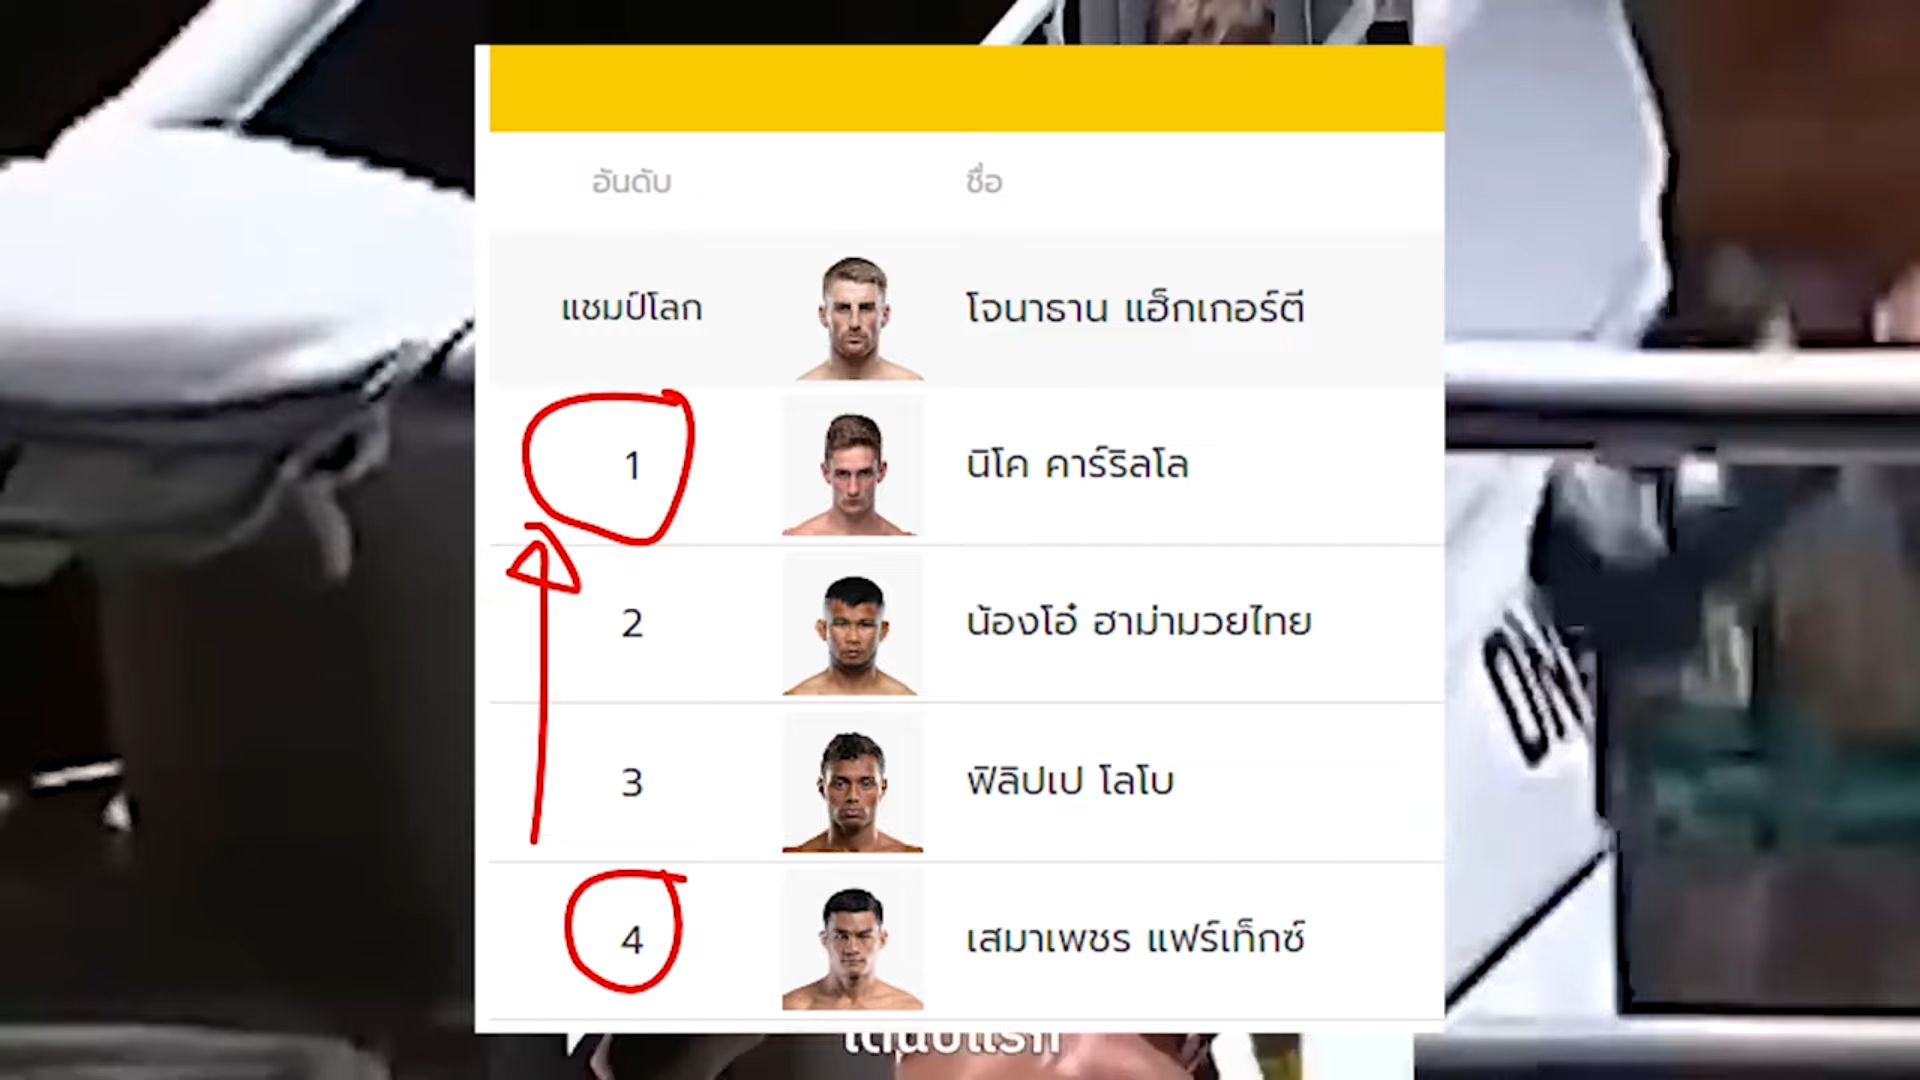 อันดับ ชื่อ
แชมป์โลก โจนาธาน แฮ็กเกอร์ตี
1 นิโค คาร์ริลโล
2 น้องโอ๋ ฮาม่ามวยไทย
3 ฟิลิปเป โลโบ
4 เสมาเพชร แฟร์เท็กซ์
ON